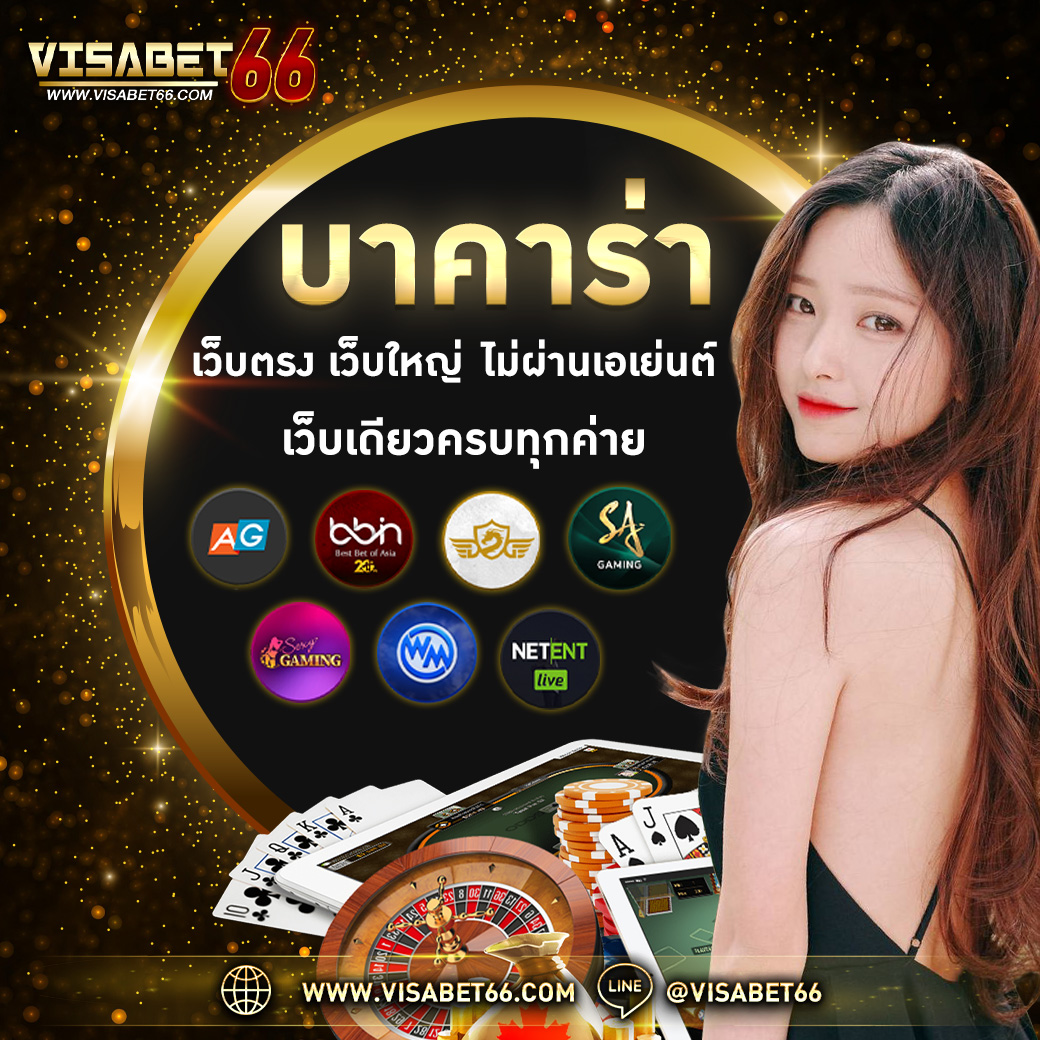 VISABET66
WWW.VISABET66.COM
บาคาร่า
เว็บตรง เว็บใหญ่ ไม่ผ่านเอเย่นต์
เว็บเดียวครบทุกค่าย
AG
bbin
Best Bet of Asia
SA
GAMING
Sexy
GAMING
WM
NETENT
live
A
K
Q
J
10
A
J
WWW.VISABET66.COM
LINE
@VISABET66